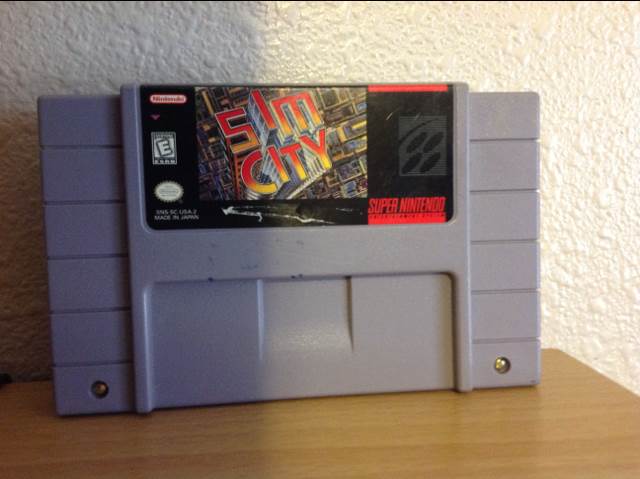 Nintendo
SIM
CITY
E
SNS-SC-USA-2
MADE IN JAPAN
SUPER NINTENDO